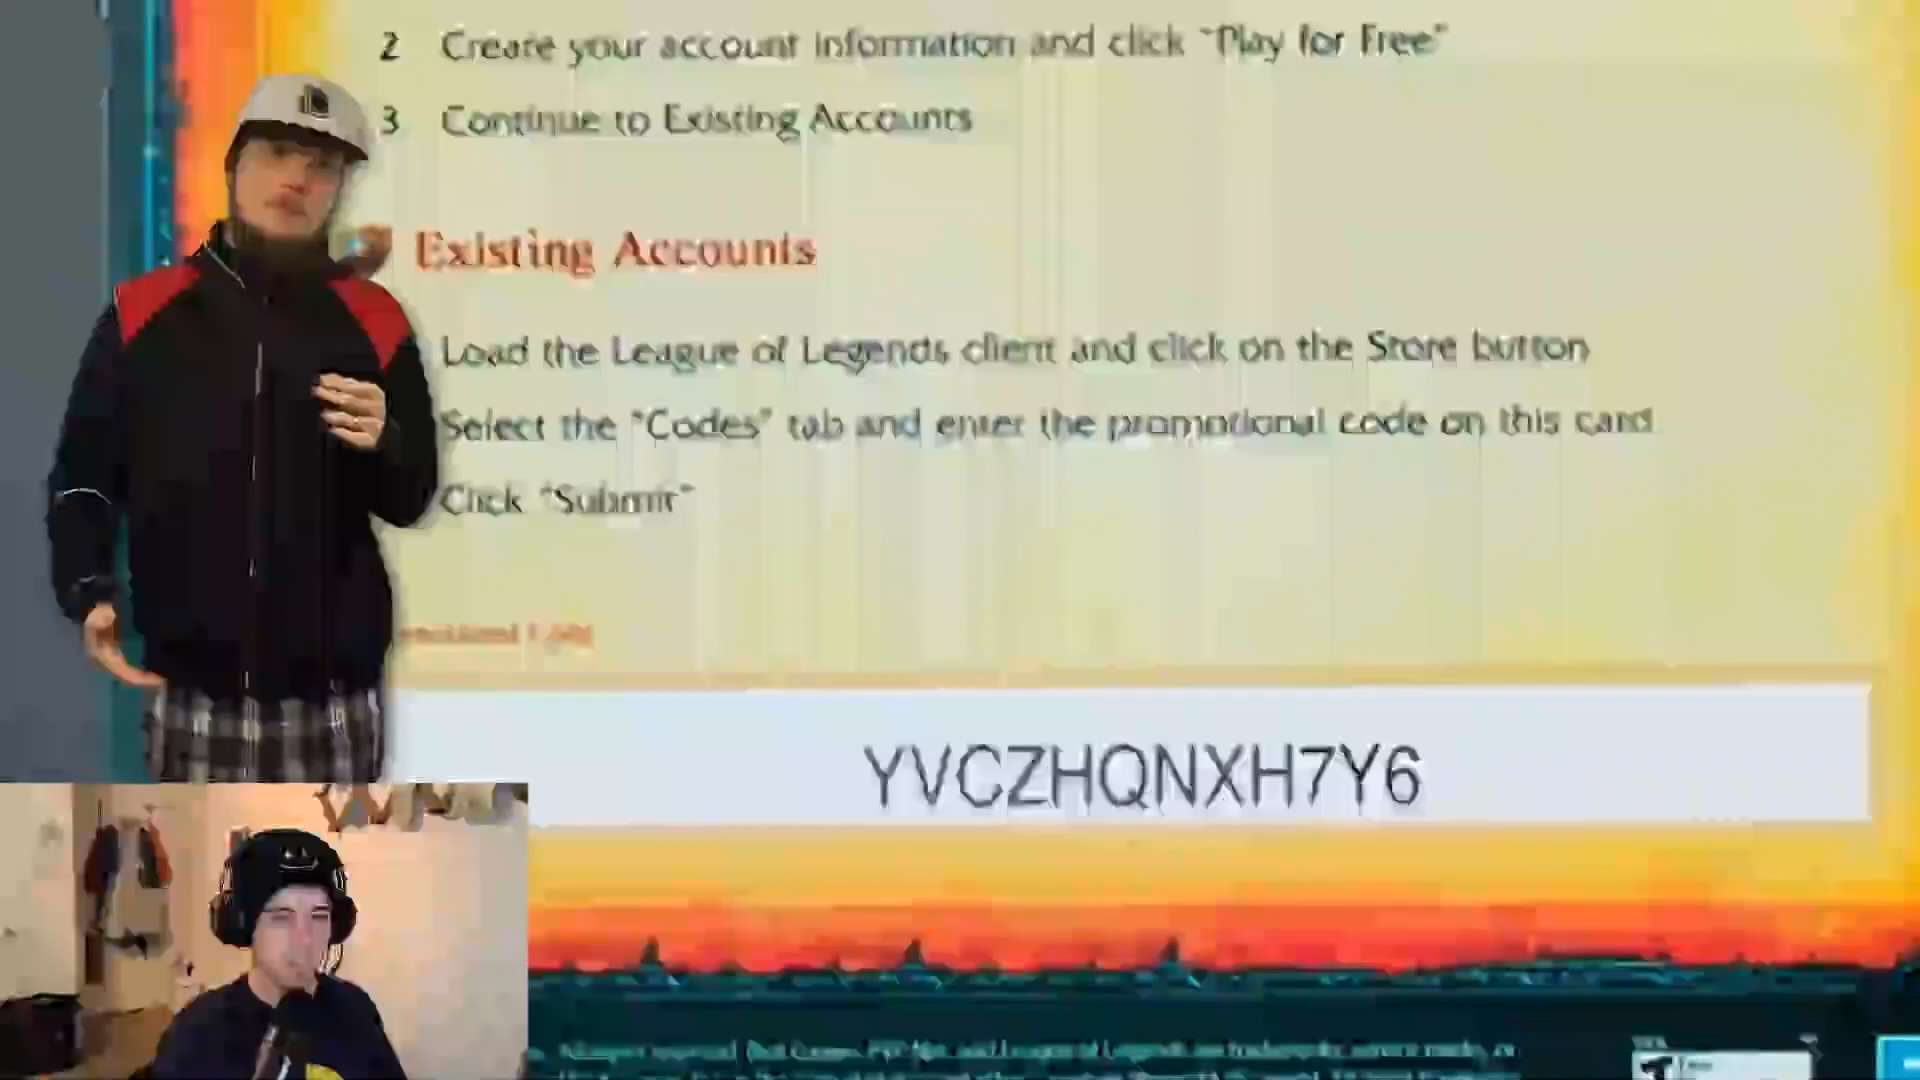 2 Create your account information and click "Play for Free"
3 Continue to Existing Accounts
Existing Accounts
Load the League of Legends client and click on the Store button
Select the "Codes" tab and enter the promotional code on this card
Click "Submit"
YVCZHQNXH7Y6